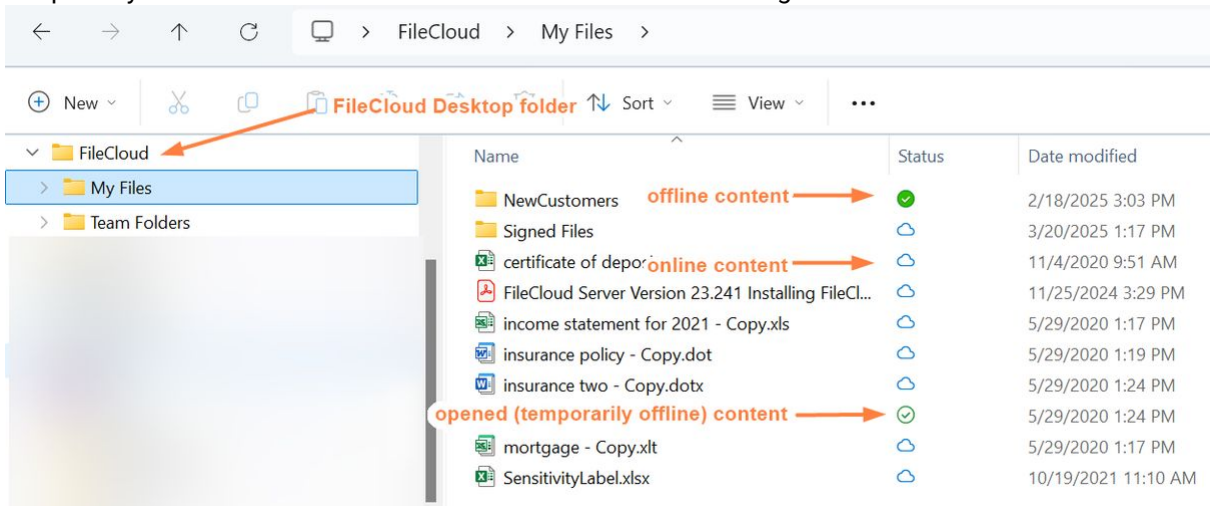 FileCloud > My Files >
New
FileCloud Desktop folder
Sort
View
FileCloud
My Files
Team Folders
Name Status Date modified
NewCustomers offline content 2/18/2025 3:03 PM
Signed Files 3/20/2025 1:17 PM
certificate of depo online content 11/4/2020 9:51 AM
FileCloud Server Version 23.241 Installing FileCl... 11/25/2024 3:29 PM
income statement for 2021 - Copy.xls 5/29/2020 1:17 PM
insurance policy - Copy.dot 5/29/2020 1:19 PM
insurance two - Copy.dotx 5/29/2020 1:24 PM
opened (temporarily offline) content 5/29/2020 1:24 PM
mortgage - Copy.xlt 5/29/2020 1:17 PM
SensitivityLabel.xlsx 10/19/2021 11:10 AM